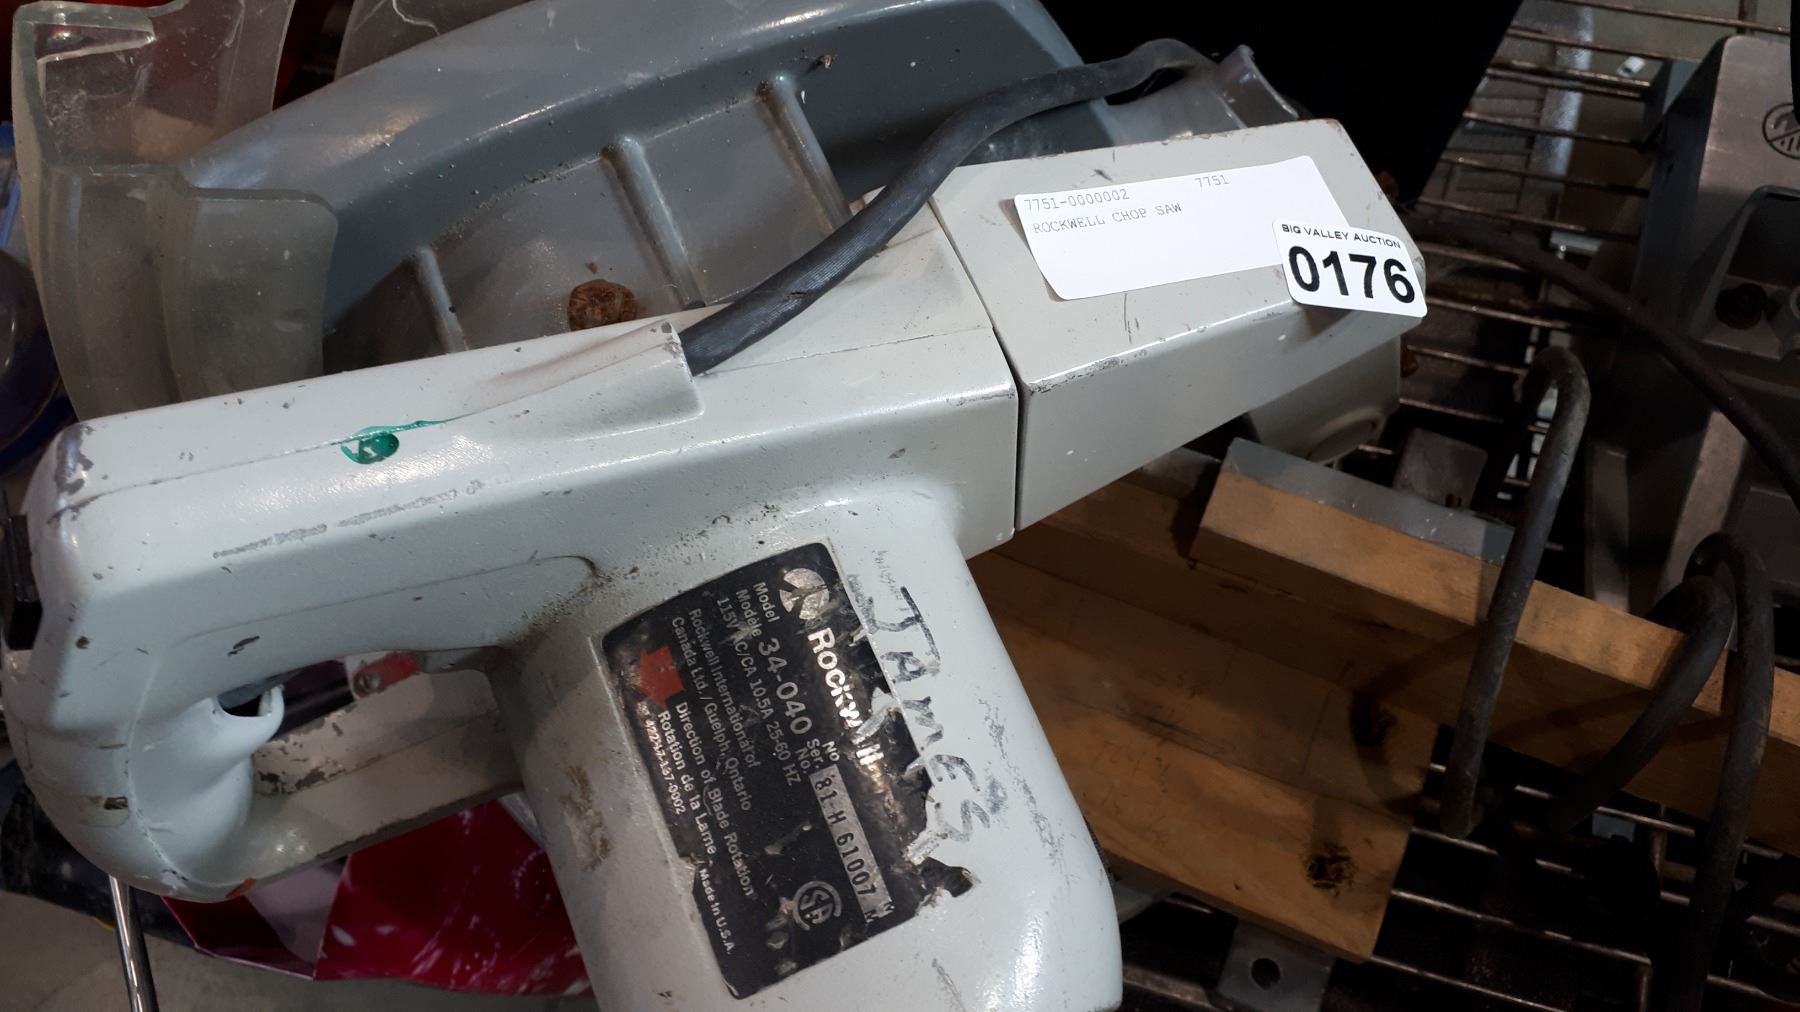 7751-0000002 7751
ROCKWELL CHOP SAW
BIG VALLEY AUCTION
0176
JAMES
ROCKWELL
Model
Modèle 34-040 Ser. No. 81-H 61007
115V AC/CA 10.5A 25-60 HZ
Rockwell International of
Canada Ltd./Guelph, Ontario
Direction of Blade Rotation
Rotation de la Lame - Made in U.S.A.
SA